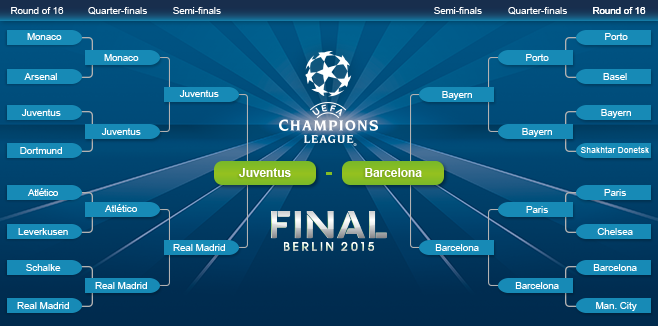 Round of 16 Quarter-finals Semi-finals Semi-finals Quarter-finals Round of 16
Monaco
Arsenal
Juventus
Dortmund
Atlético
Leverkusen
Schalke
Real Madrid
Monaco
Juventus
Atlético
Real Madrid
Juventus
Real Madrid
UEFA
CHAMPIONS
LEAGUE®
Juventus - Barcelona
FINAL
BERLIN 2015
Bayern
Barcelona
Porto
Bayern
Paris
Barcelona
Porto
Basel
Bayern
Shakhtar Donetsk
Paris
Chelsea
Barcelona
Man. City